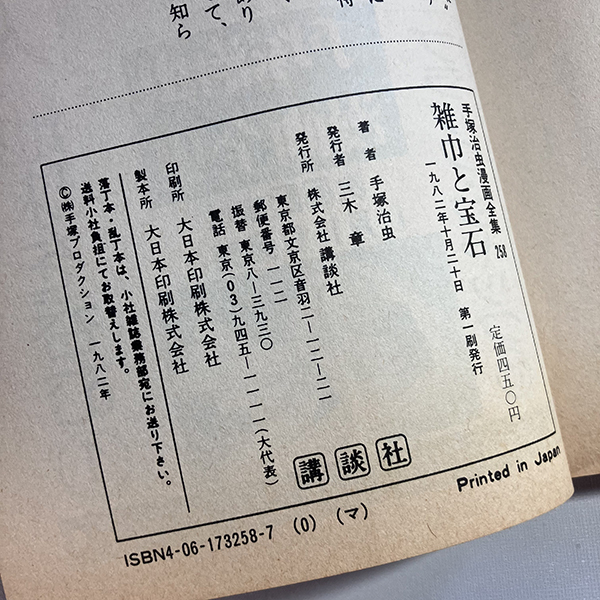 知ら
て、
手塚治虫漫画全集 258
雑巾と宝石
定価四五〇円
一九八二年十月二十日 第一刷発行
著者 手塚治虫
発行者 三木 章
発行所 株式会社講談社
東京都文京区音羽二―一二―二一
郵便番号 一一二
振替 東京八―三九三〇
電話 東京(03)九四五―一一一一(大代表)
印刷所 大日本印刷株式会社
製本所 大日本印刷株式会社
落丁本・乱丁本は、小社雑誌業務部宛にお送り下さい。
送料小社負担にてお取替えします。
©㈱手塚プロダクション 一九八二年
講談社
Printed in Japan
ISBN4-06-173258-7 (0) (マ)